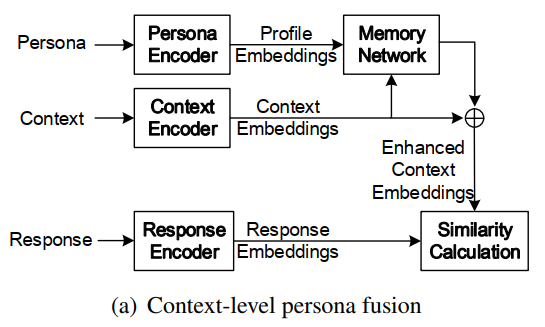 Persona
Persona
Encoder
Profile
Embeddings
Memory
Network
Context
Context
Encoder
Context
Embeddings
Enhanced
Context
Embeddings
Response
Response
Encoder
Response
Embeddings
Similarity
Calculation
(a) Context-level persona fusion